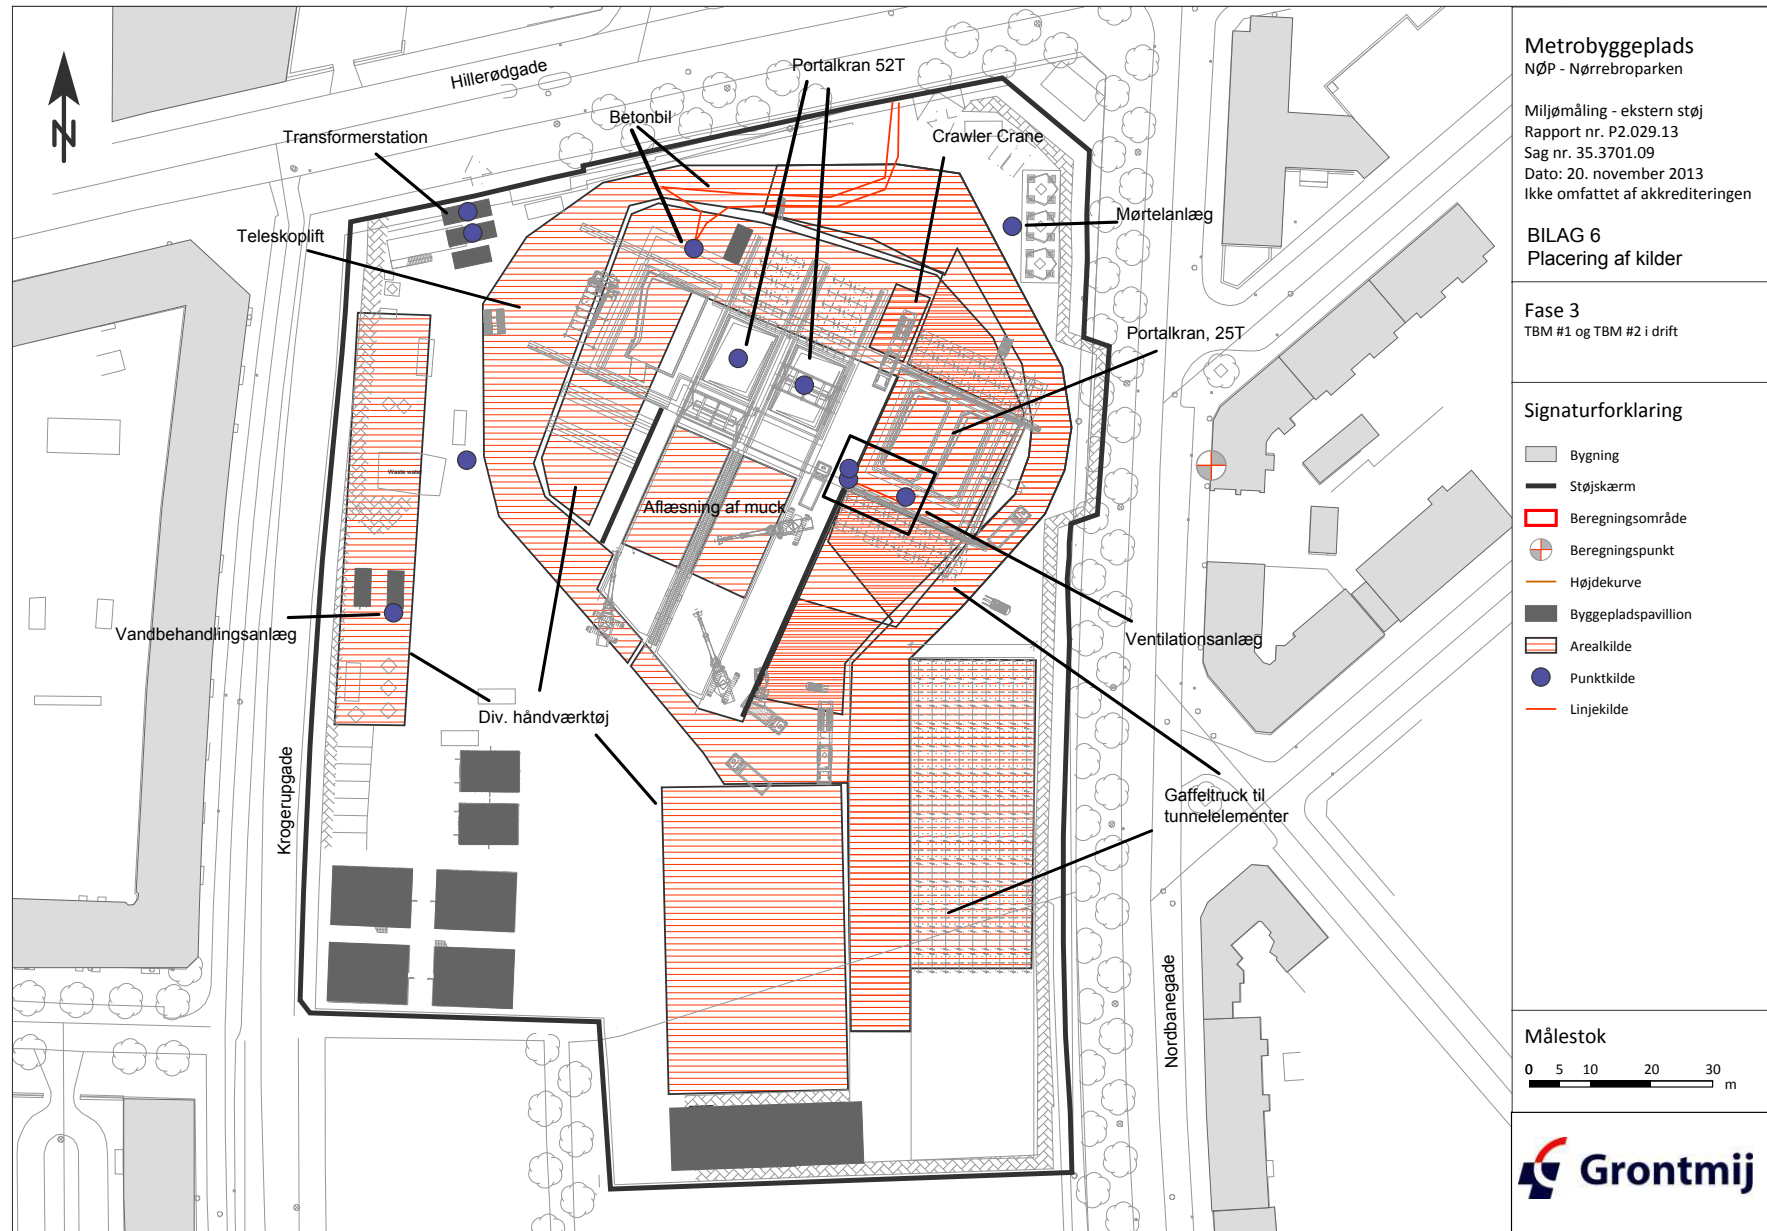 Hillerødgade
Portalkran 52T
Betonbil
Transformerstation
Crawler Crane
Teleskoplift
Mørtelanlæg
Portalkran, 25T
Waste water
Aflæsning af muck
Vandbehandlingsanlæg
Ventilationsanlæg
Div. håndværktøj
Gaffeltruck til
tunnelelementer
Krogerupgade
Nordbanegade
N
Metrobyggeplads
NØP - Nørrebroparken
Miljømåling - ekstern støj
Rapport nr. P2.029.13
Sag nr. 35.3701.09
Dato: 20. november 2013
Ikke omfattet af akkrediteringen
BILAG 6
Placering af kilder
Fase 3
TBM #1 og TBM #2 i drift
Signaturforklaring
Bygning
Støjskærm
Beregningsområde
Beregningspunkt
Højdekurve
Byggepladspavillion
Arealkilde
Punktkilde
Linjekilde
Målestok
0 5 10 20 30
m
Grontmij